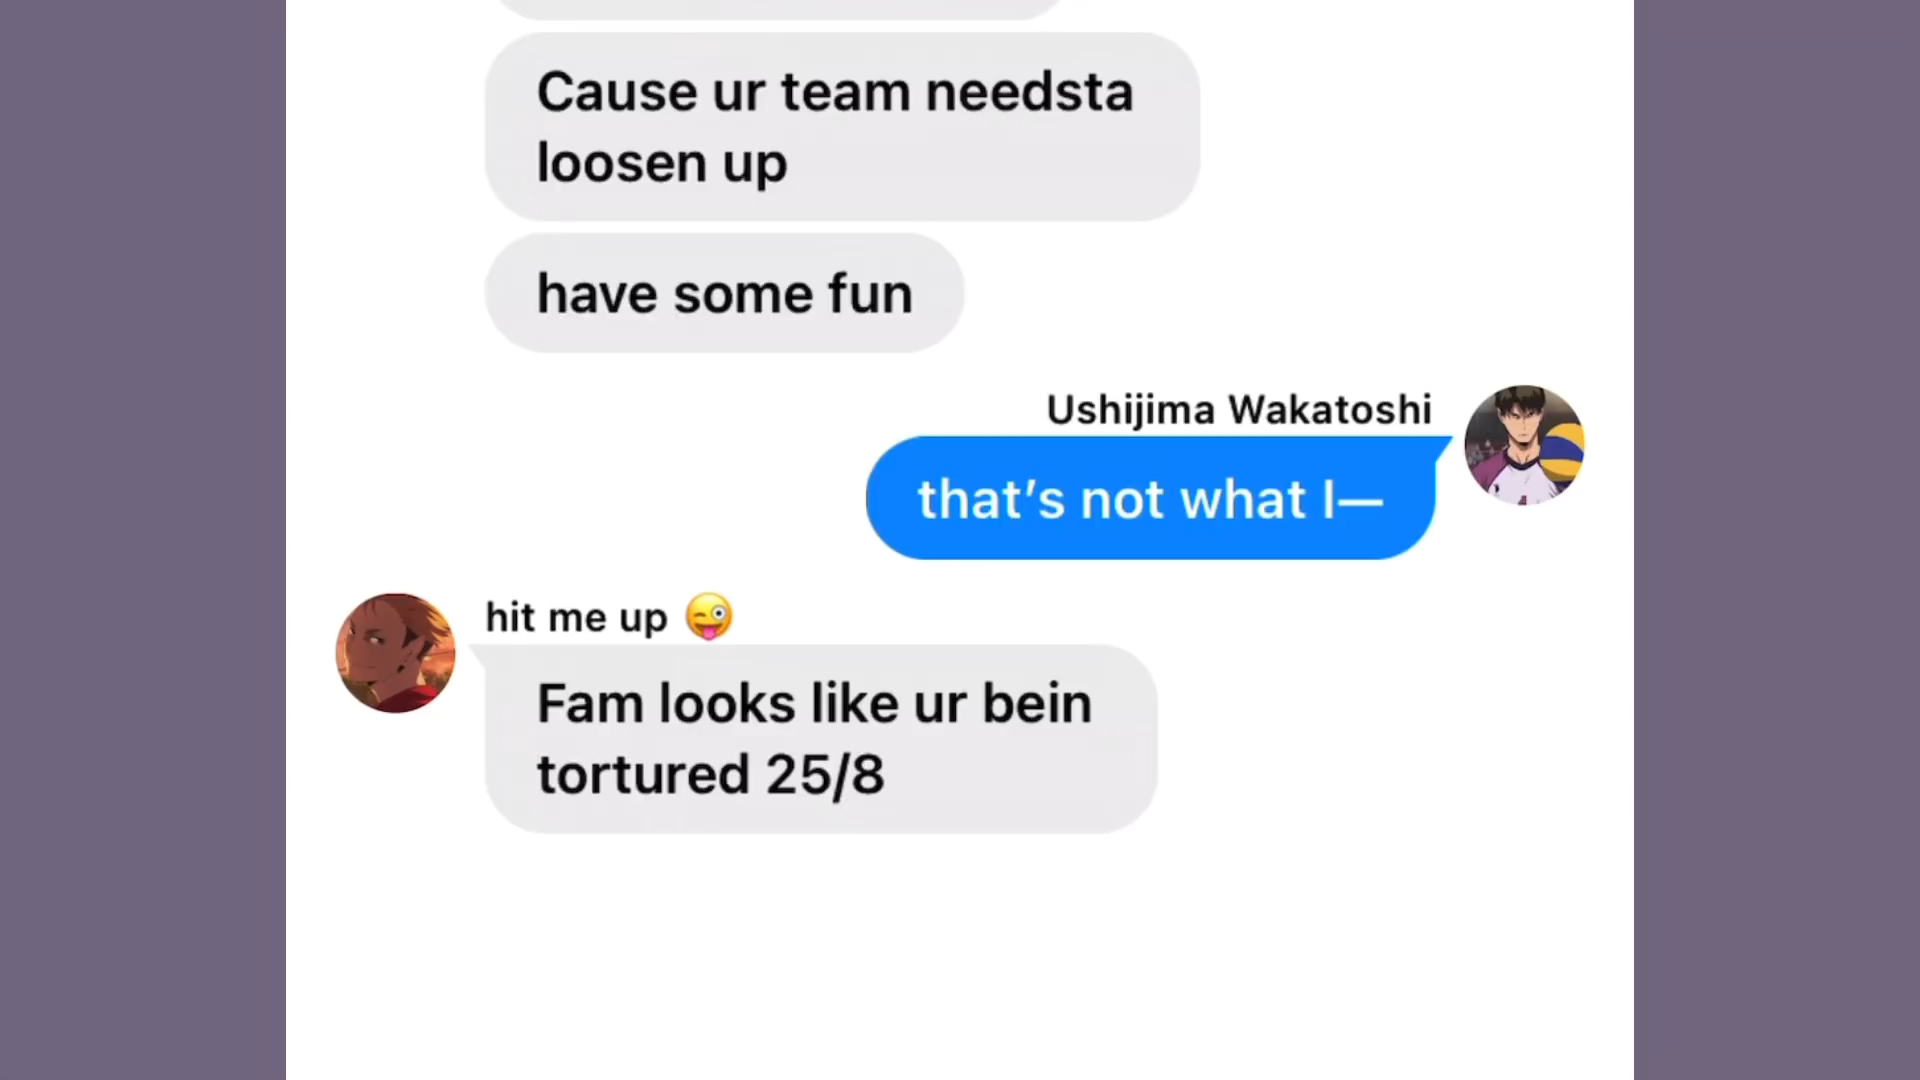 Cause ur team needsta
loosen up
have some fun
Ushijima Wakatoshi
that’s not what I—
hit me up 😜
Fam looks like ur bein
tortured 25/8